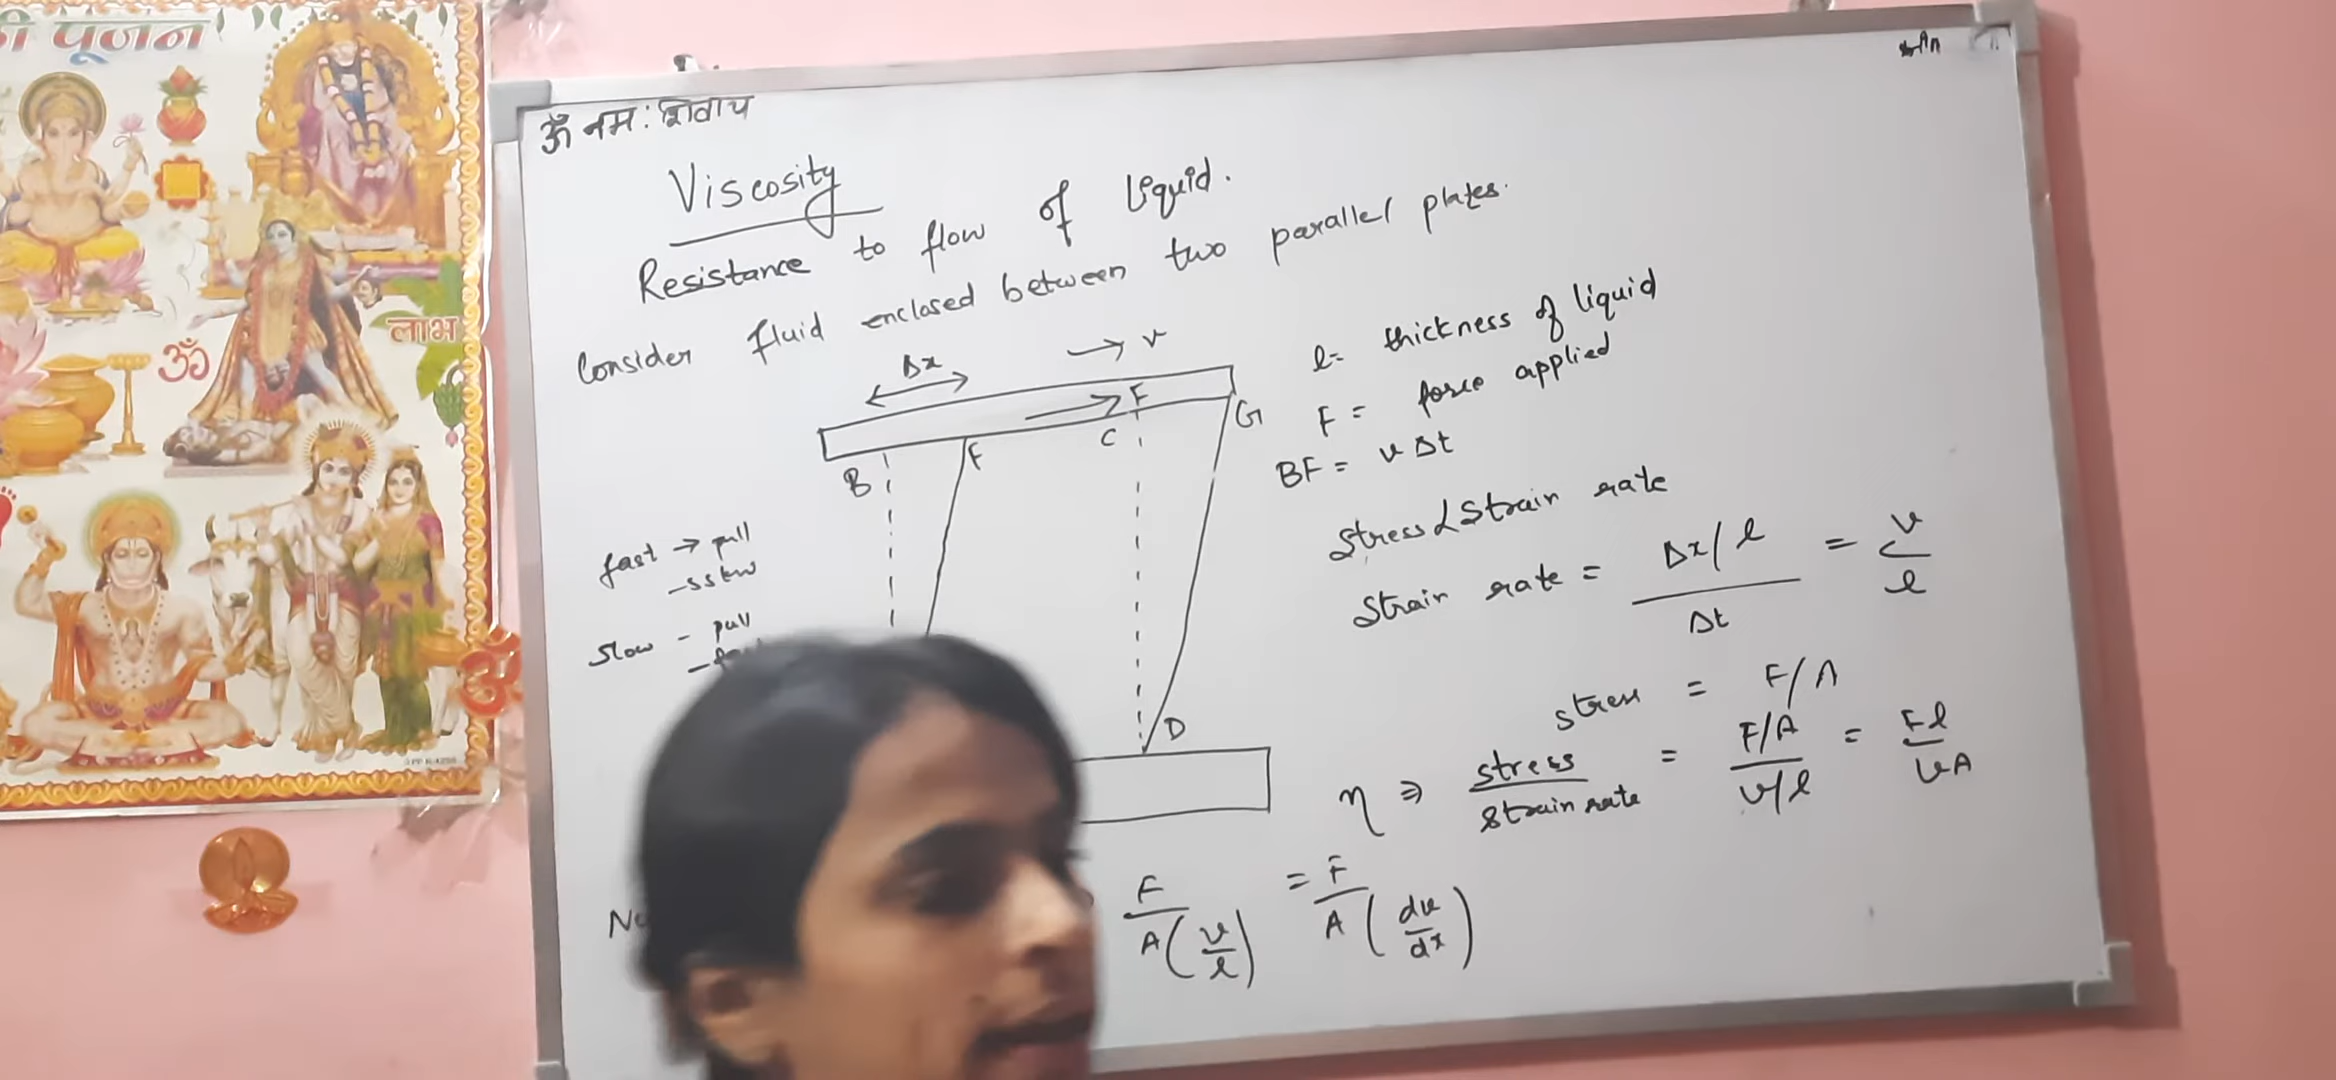 की पूजन
लाभ
ॐ
ॐ नमः शिवाय
Viscosity
Resistance to flow of liquid.
Consider fluid enclosed between two parallel plates.
Δx
→ v
F
B F C G
D
l = thickness of liquid
F = force applied
BF = v Δt
Stress α Strain rate
Strain rate = Δx/l / Δt = v/l
stress = F/A
η ⇒ stress/strain rate = F/A / v/l = Fl/vA
fast → pull
slow - pull
F/A(v/l) = F/A(dv/dx)